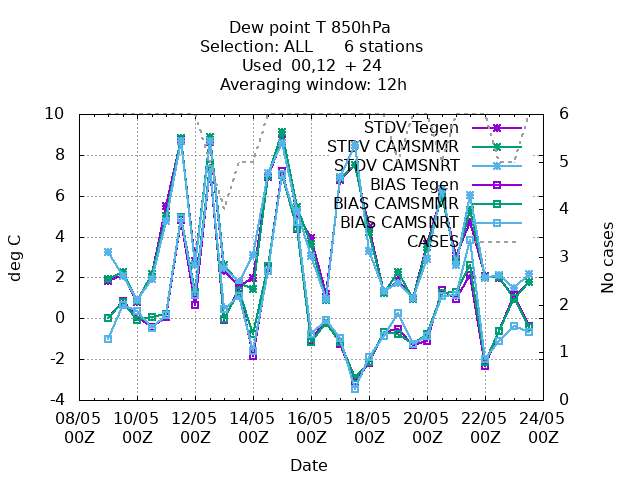 Dew point T 850hPa
Selection: ALL 6 stations
Used 00,12 + 24
Averaging window: 12h
10 6
STDV Tegen
STDV CAMSMMR
8 5
STDV CAMSNRT
BIAS Tegen
6
BIAS CAMSMMR
4
BIAS CAMSNRT
4
CASES
deg C
3
No cases
2
2
0
-2 1
-4 0
08/05 10/05 12/05 14/05 16/05 18/05 20/05 22/05 24/05
00Z 00Z 00Z 00Z 00Z 00Z 00Z 00Z 00Z
Date